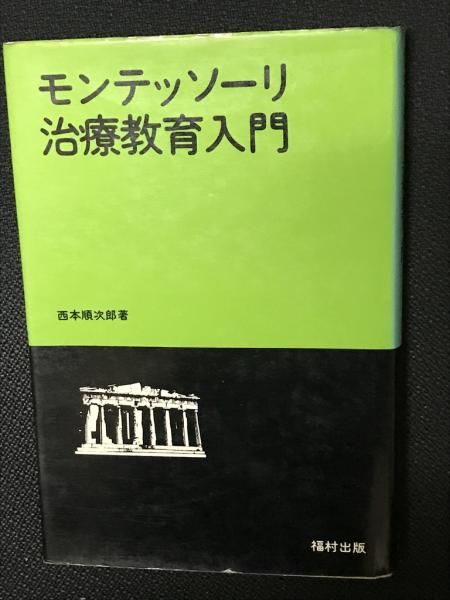 モンテッソーリ
治療教育入門
西本順次郎著
福村出版